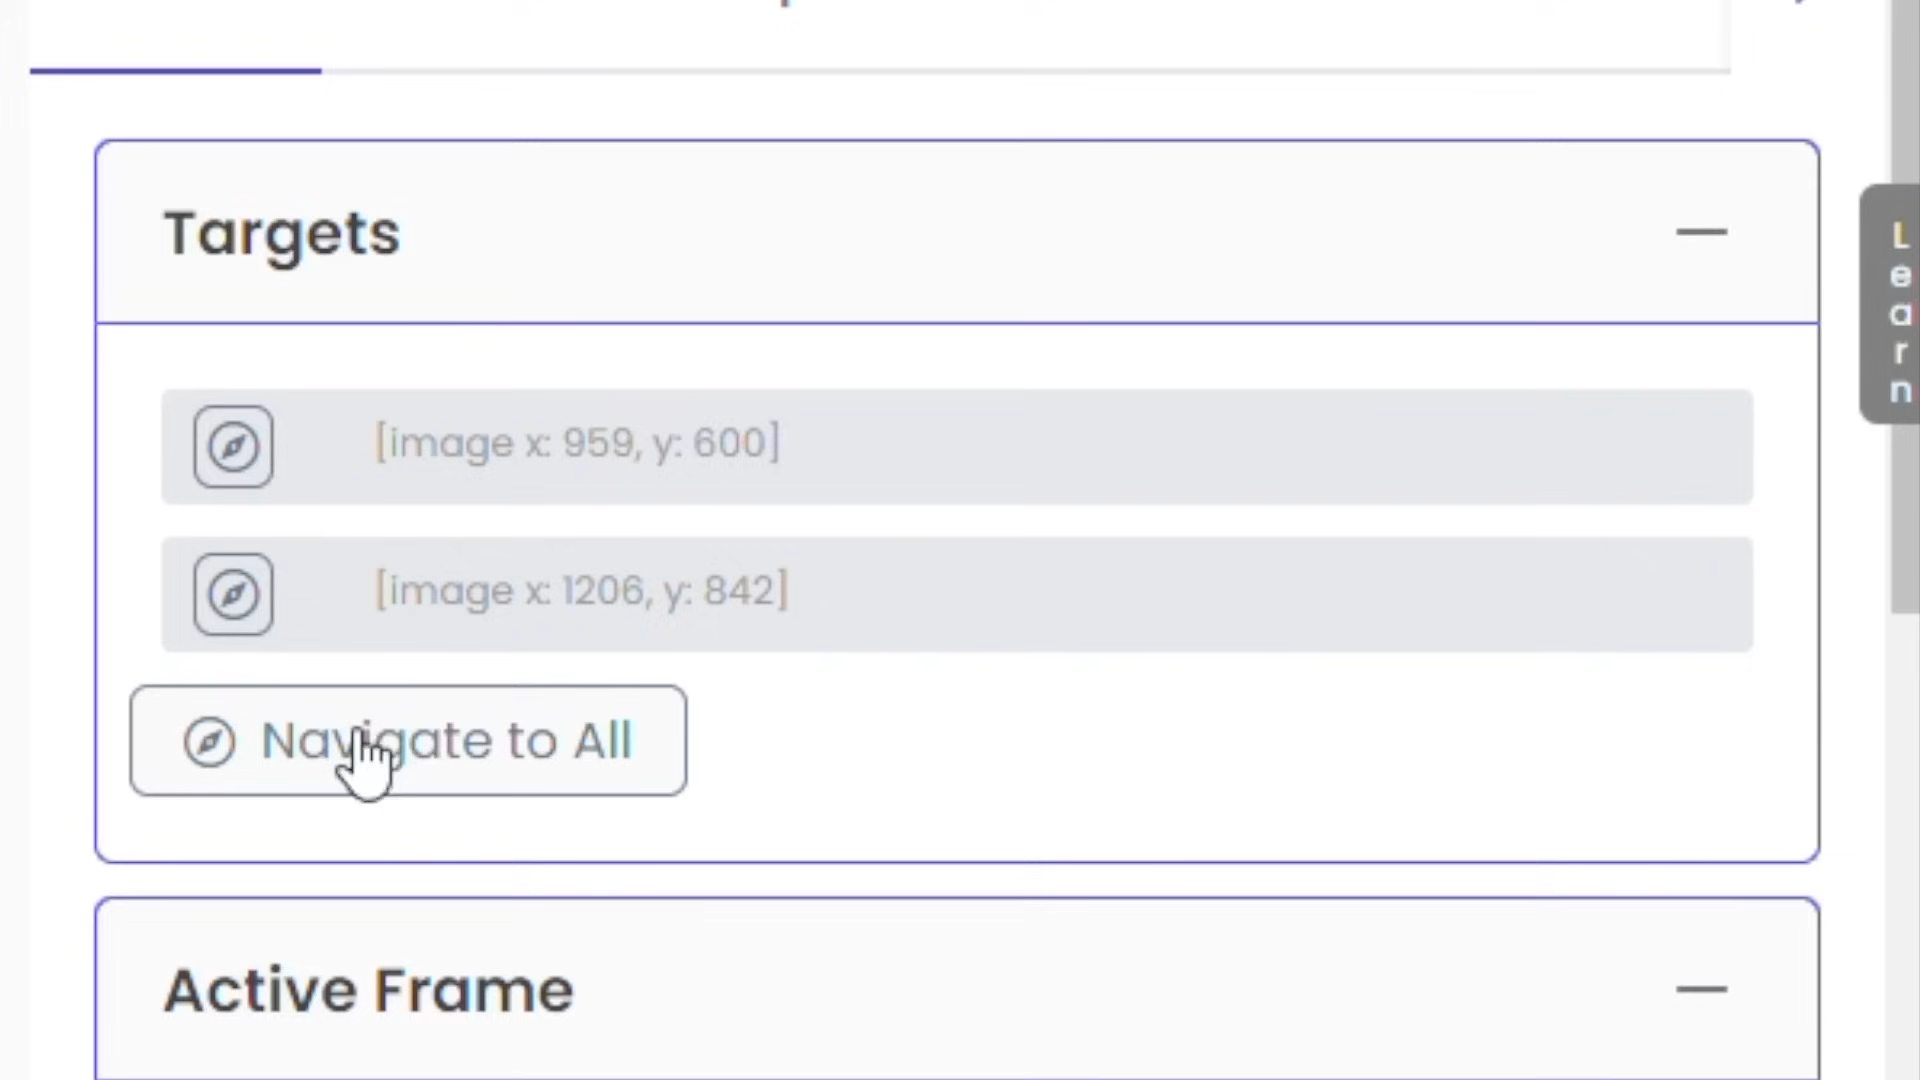 Targets
Learn
[image x: 959, y: 600]
[image x: 1206, y: 842]
Navigate to All
Active Frame